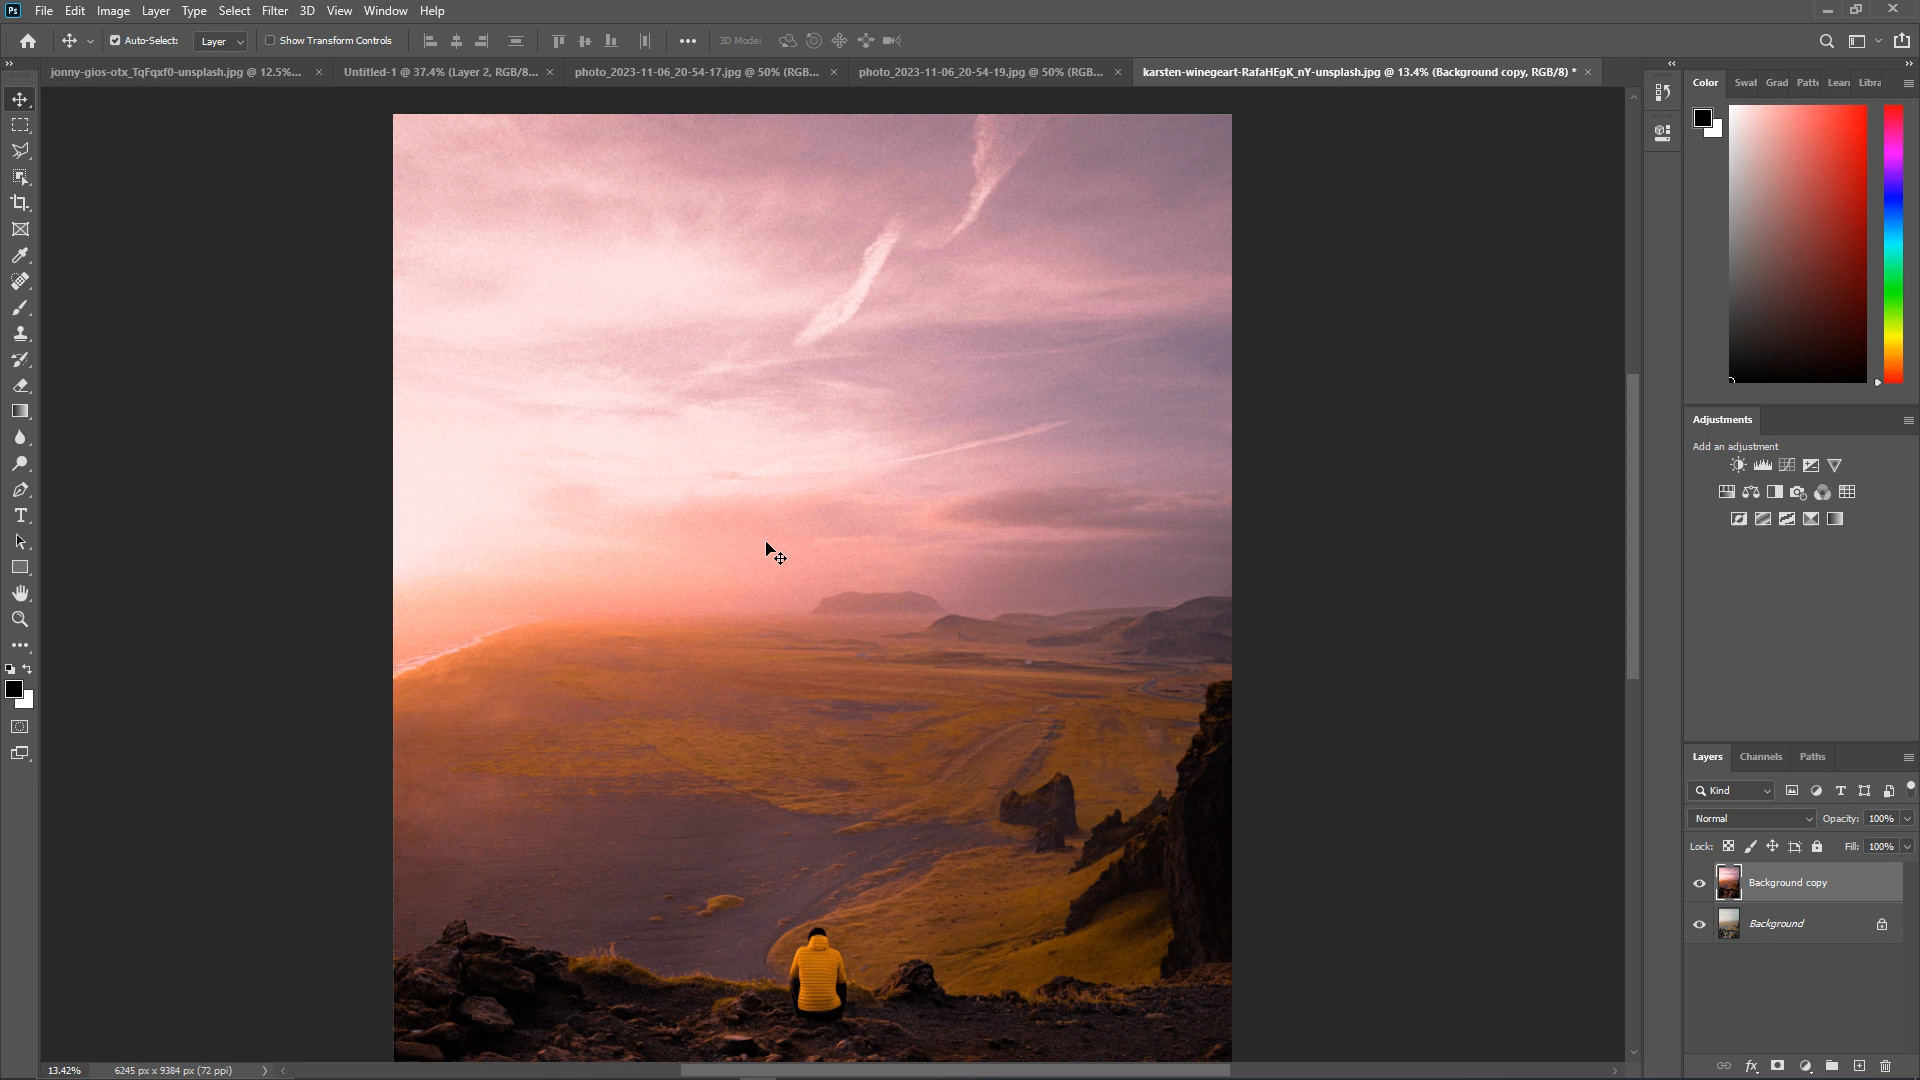 Ps File Edit Image Layer Type Select Filter 3D View Window Help
Auto-Select: Layer Show Transform Controls 3D Mode:
jonny-gios-otx_TqFqxf0-unsplash.jpg @ 12.5%... Untitled-1 @ 37.4% (Layer 2, RGB/8... photo_2023-11-06_20-54-17.jpg @ 50% (RGB... photo_2023-11-06_20-54-19.jpg @ 50% (RGB... karsten-winegeart-RafaHEgK_nY-unsplash.jpg @ 13.4% (Background copy, RGB/8) *
Color Swat Grad Patte Learn Libra
Adjustments
Add an adjustment
Layers Channels Paths
Kind
Normal Opacity: 100%
Lock: Fill: 100%
Background copy
Background
13.42% 6245 px x 9384 px (72 ppi)